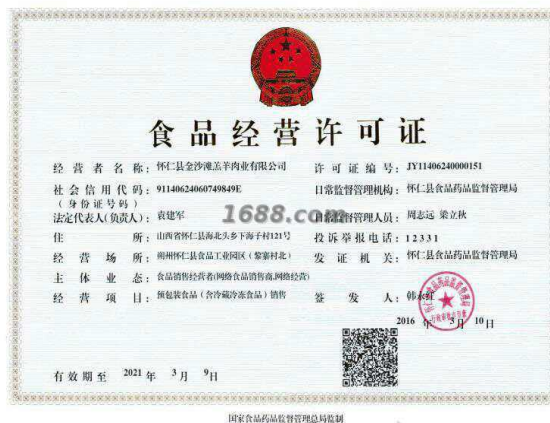 食品经营许可证
经营者名称：怀仁县金沙滩羔羊肉业有限公司
许可证编号：JY11406240000151
社会信用代码：91140624060749849E
（身份证号码）
日常监督管理机构：怀仁县食品药品监督管理局
法定代表人（负责人）：袁建军
日常监督管理人员：周志远 梁立秋
住所：山西省怀仁县海北头乡下海子村121号
投诉举报电话：12331
经营场所：朔州怀仁县食品工业园区（黎寨村北）
发证机关：怀仁县食品药品监督管理局
主体业态：食品销售经营者(网络食品销售商,网络经营)
经营项目：预包装食品（含冷藏冷冻食品）销售
签发人：韩永红
2016 年 3 月 10 日
有效期至 2021 年 3 月 9 日
国家食品药品监督管理总局监制
1688.com